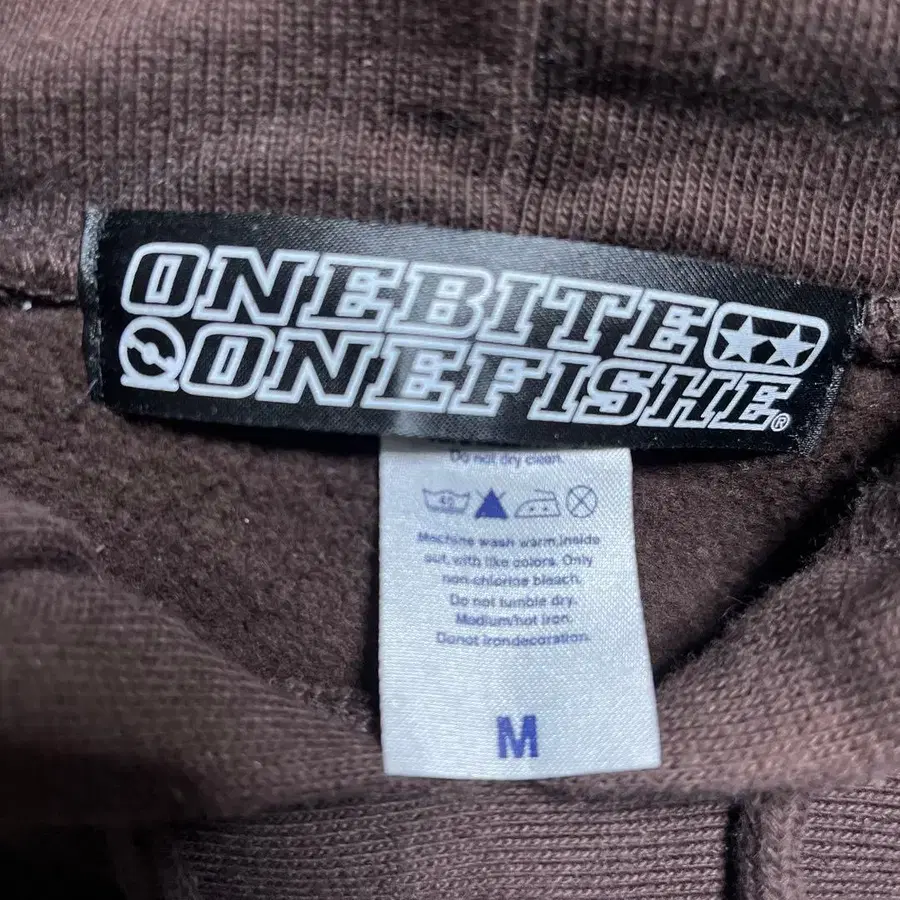 ONEBITE
ONEFISHE®
Do not dry clean.
40
Machine wash warm,inside
out, with like colors. Only
non-chlorine bleach.
Do not tumble dry.
Medium/hot iron.
Donot irondecoration.
M